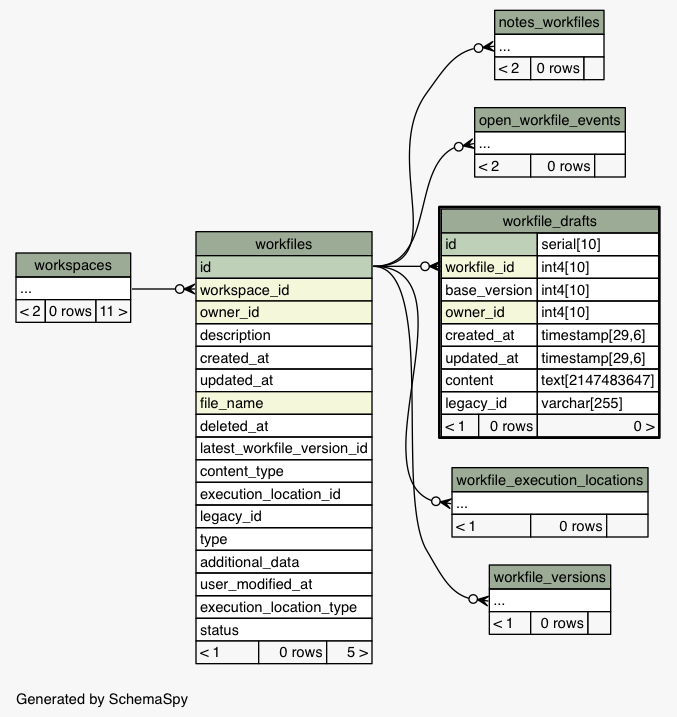 notes_workfiles
...
< 2 0 rows
open_workfile_events
...
< 2 0 rows
workfile_drafts
id serial[10]
workfile_id int4[10]
base_version int4[10]
owner_id int4[10]
created_at timestamp[29,6]
updated_at timestamp[29,6]
content text[2147483647]
legacy_id varchar[255]
< 1 0 rows 0 >
workspaces
...
< 2 0 rows 11 >
workfiles
id
workspace_id
owner_id
description
created_at
updated_at
file_name
deleted_at
latest_workfile_version_id
content_type
execution_location_id
legacy_id
type
additional_data
user_modified_at
execution_location_type
status
< 1 0 rows 5 >
workfile_execution_locations
...
< 1 0 rows
workfile_versions
...
< 1 0 rows
Generated by SchemaSpy